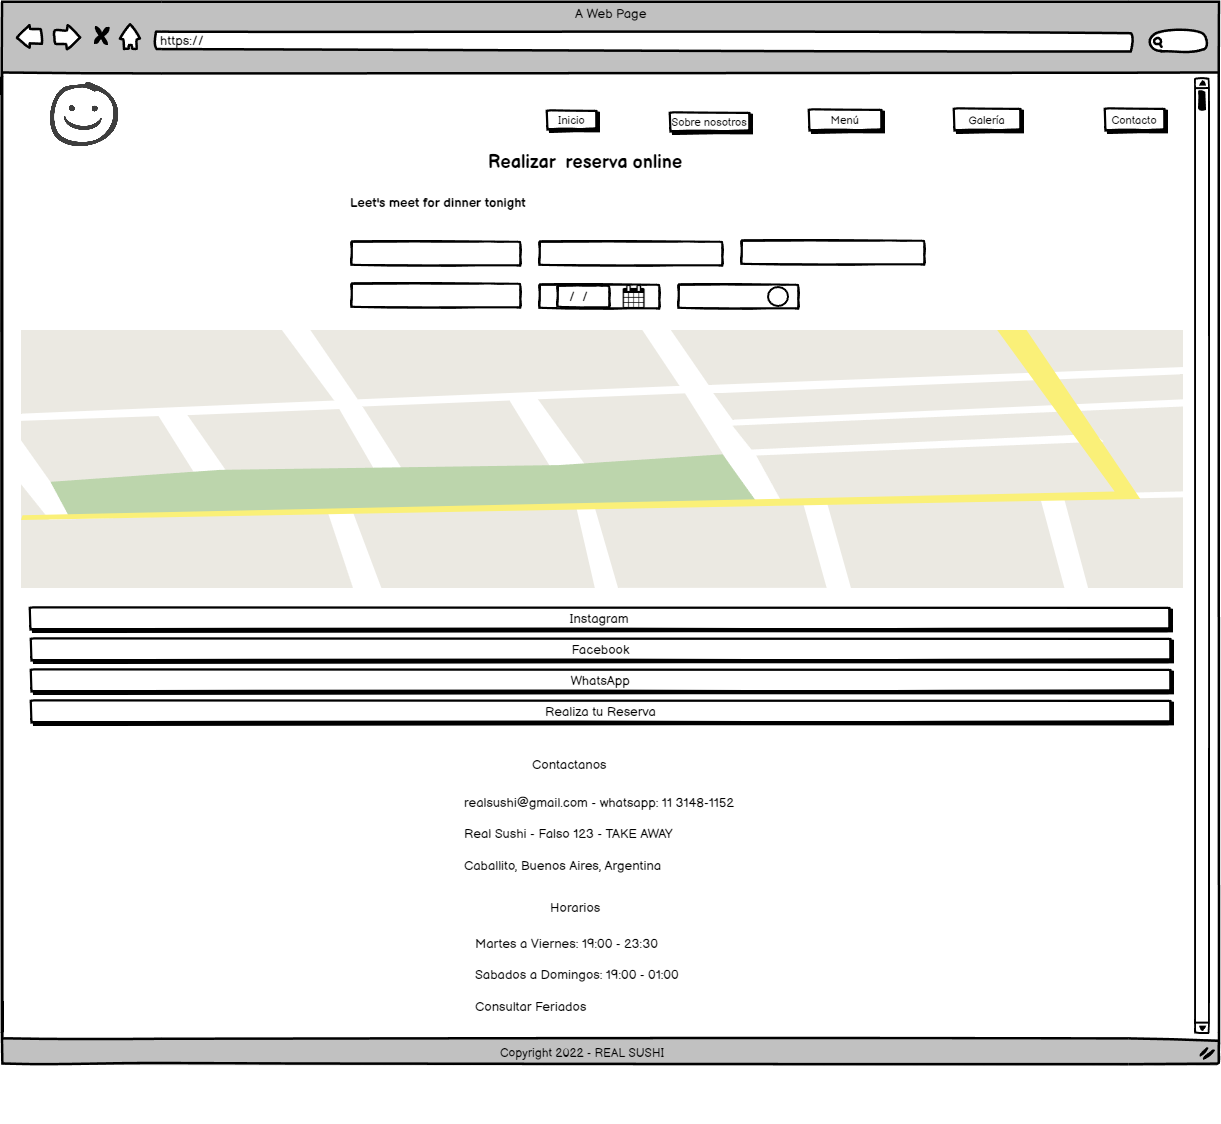 A Web Page
https://
Inicio
Sobre nosotros
Menú
Galería
Contacto
Realizar reserva online
Leet's meet for dinner tonight
/ /
Instagram
Facebook
WhatsApp
Realiza tu Reserva
Contactanos
realsushi@gmail.com - whatsapp: 11 3148-1152
Real Sushi - Falso 123 - TAKE AWAY
Caballito, Buenos Aires, Argentina
Horarios
Martes a Viernes: 19:00 - 23:30
Sabados a Domingos: 19:00 - 01:00
Consultar Feriados
Copyright 2022 - REAL SUSHI